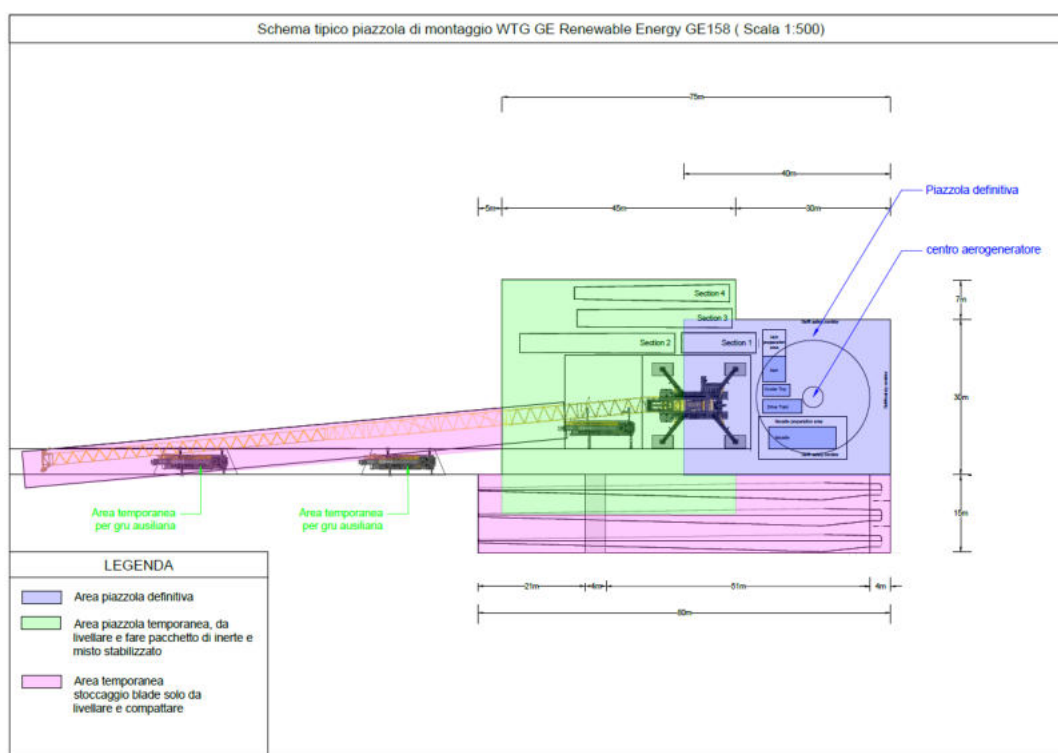 Schema tipico piazzola di montaggio WTG GE Renewable Energy GE158 ( Scala 1:500)
75m
40m
5m
45m
30m
Piazzola definitiva
centro aerogeneratore
Section 4
Section 3
Section 2
Section 1
7m
30m
15m
Area temporanea
per gru ausiliaria
Area temporanea
per gru ausiliaria
21m
4m
51m
4m
80m
LEGENDA
Area piazzola definitiva
Area piazzola temporanea, da
livellare e fare pacchetto di inerte e
misto stabilizzato
Area temporanea
stoccaggio blade solo da
livellare e compattare